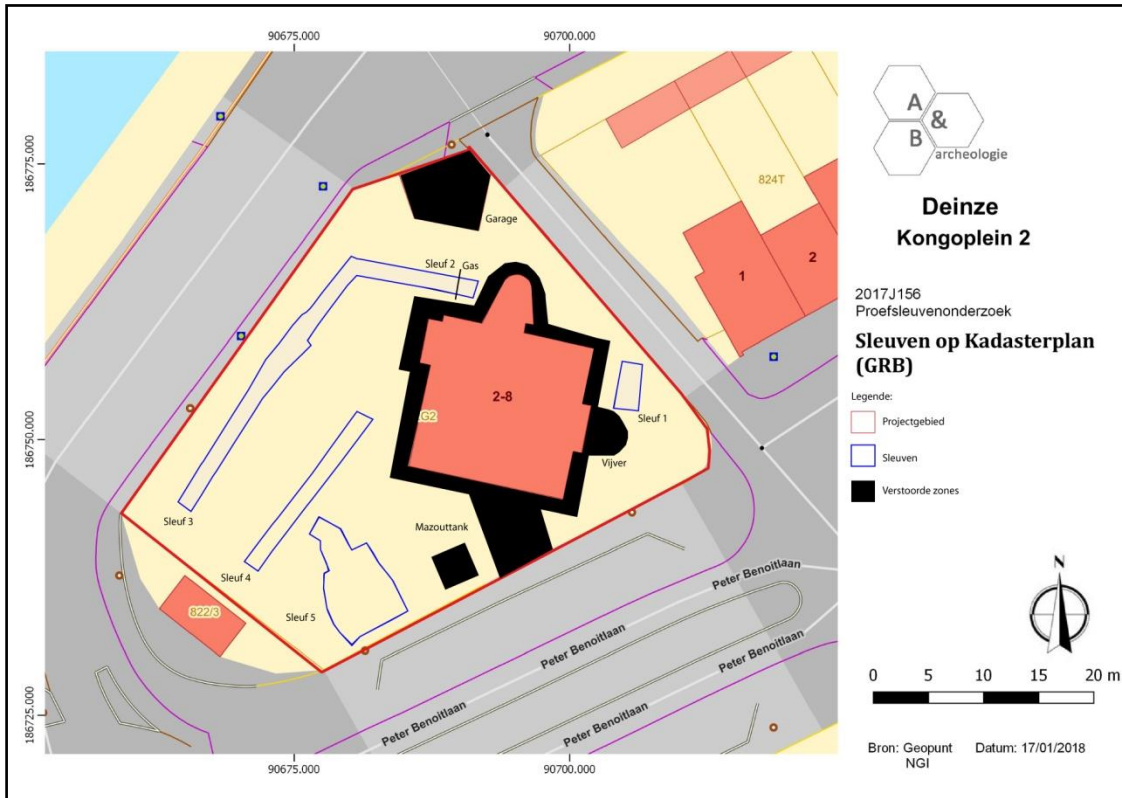 90675.000
90700.000
186775.000
186750.000
186725.000
824T
1
2
Garage
Sleuf 2
Gas
2-8
G2
Sleuf 1
Vijver
Sleuf 3
Mazouttank
Sleuf 4
Sleuf 5
822/3
Peter Benoitlaan
Peter Benoitlaan
Peter Benoitlaan
Peter Benoitlaan
Peter Benoitlaan
90675.000
90700.000
A
&
B
archeologie
Deinze
Kongoplein 2
2017J156
Proefsleuvenonderzoek
Sleuven op Kadasterplan
(GRB)
Legende:
Projectgebied
Sleuven
Verstoorde zones
N
0 5 10 15 20 m
Bron: Geopunt Datum: 17/01/2018
NGI